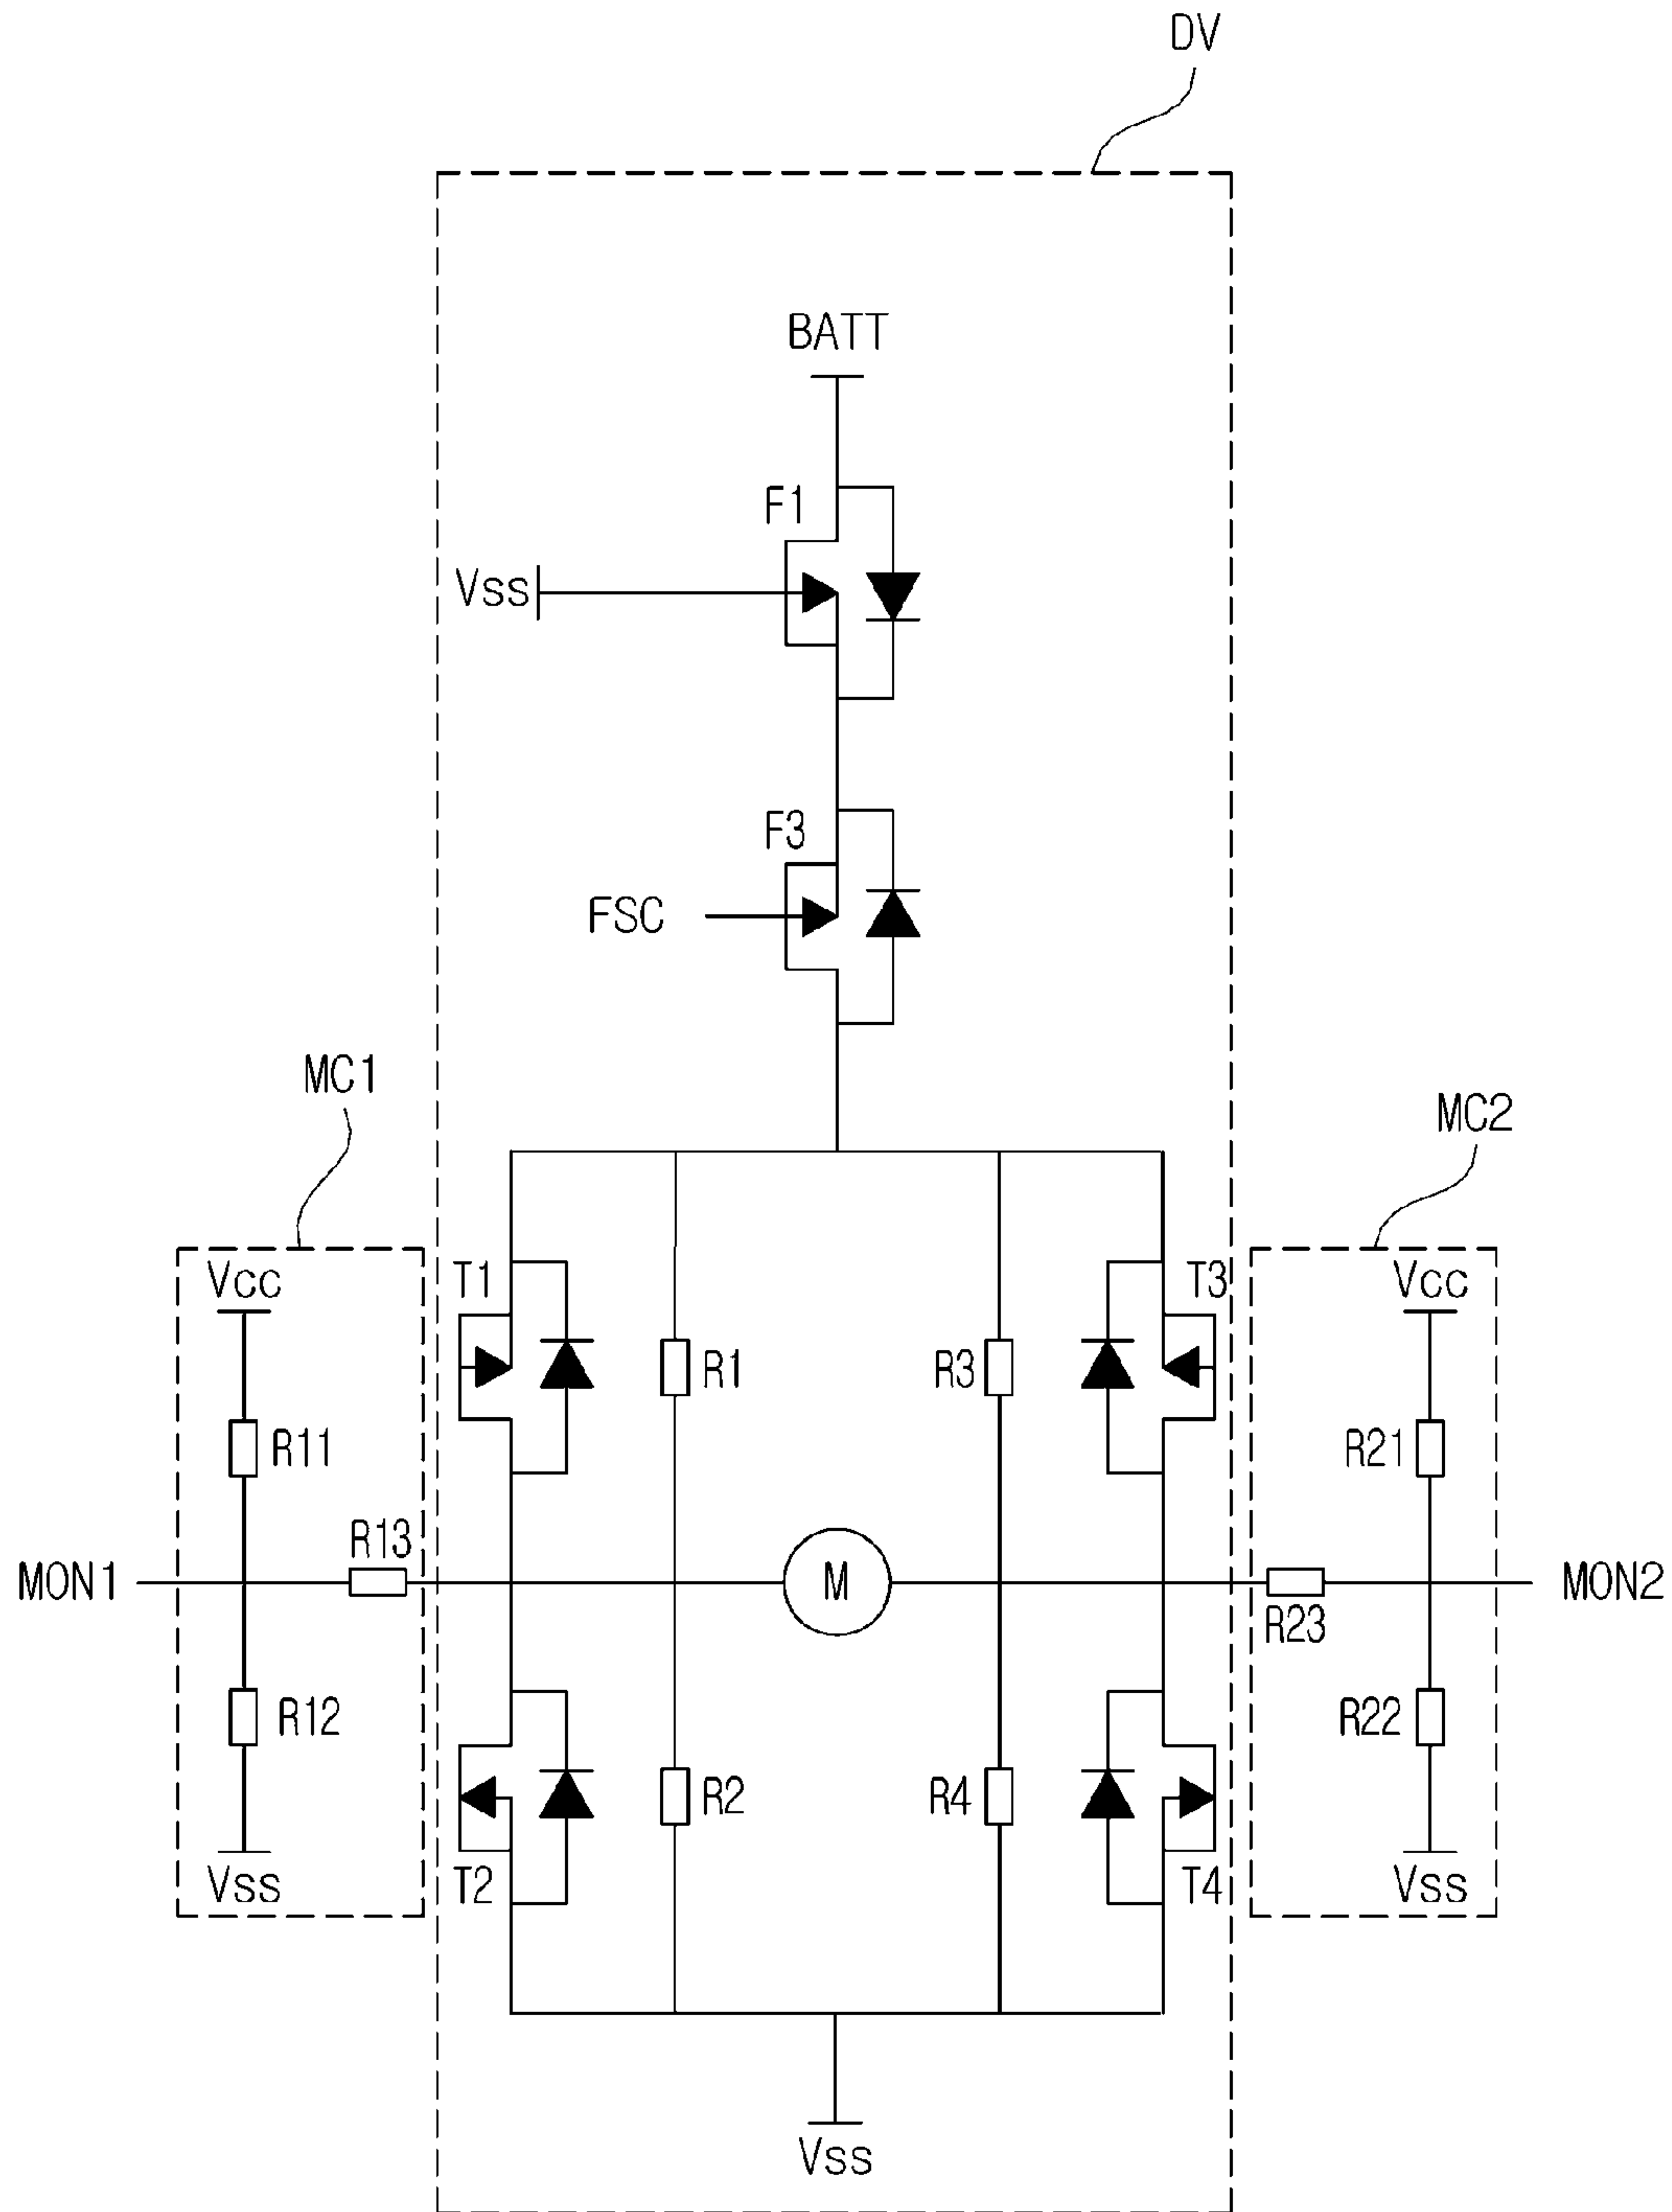 DV
BATT
F1
Vss
F3
FSC
MC1
MC2
Vcc
T1
T3
Vcc
R1
R3
R11
R21
R13
MON1
M
MON2
R23
R12
R22
R2
R4
Vss
T2
T4
Vss
Vss